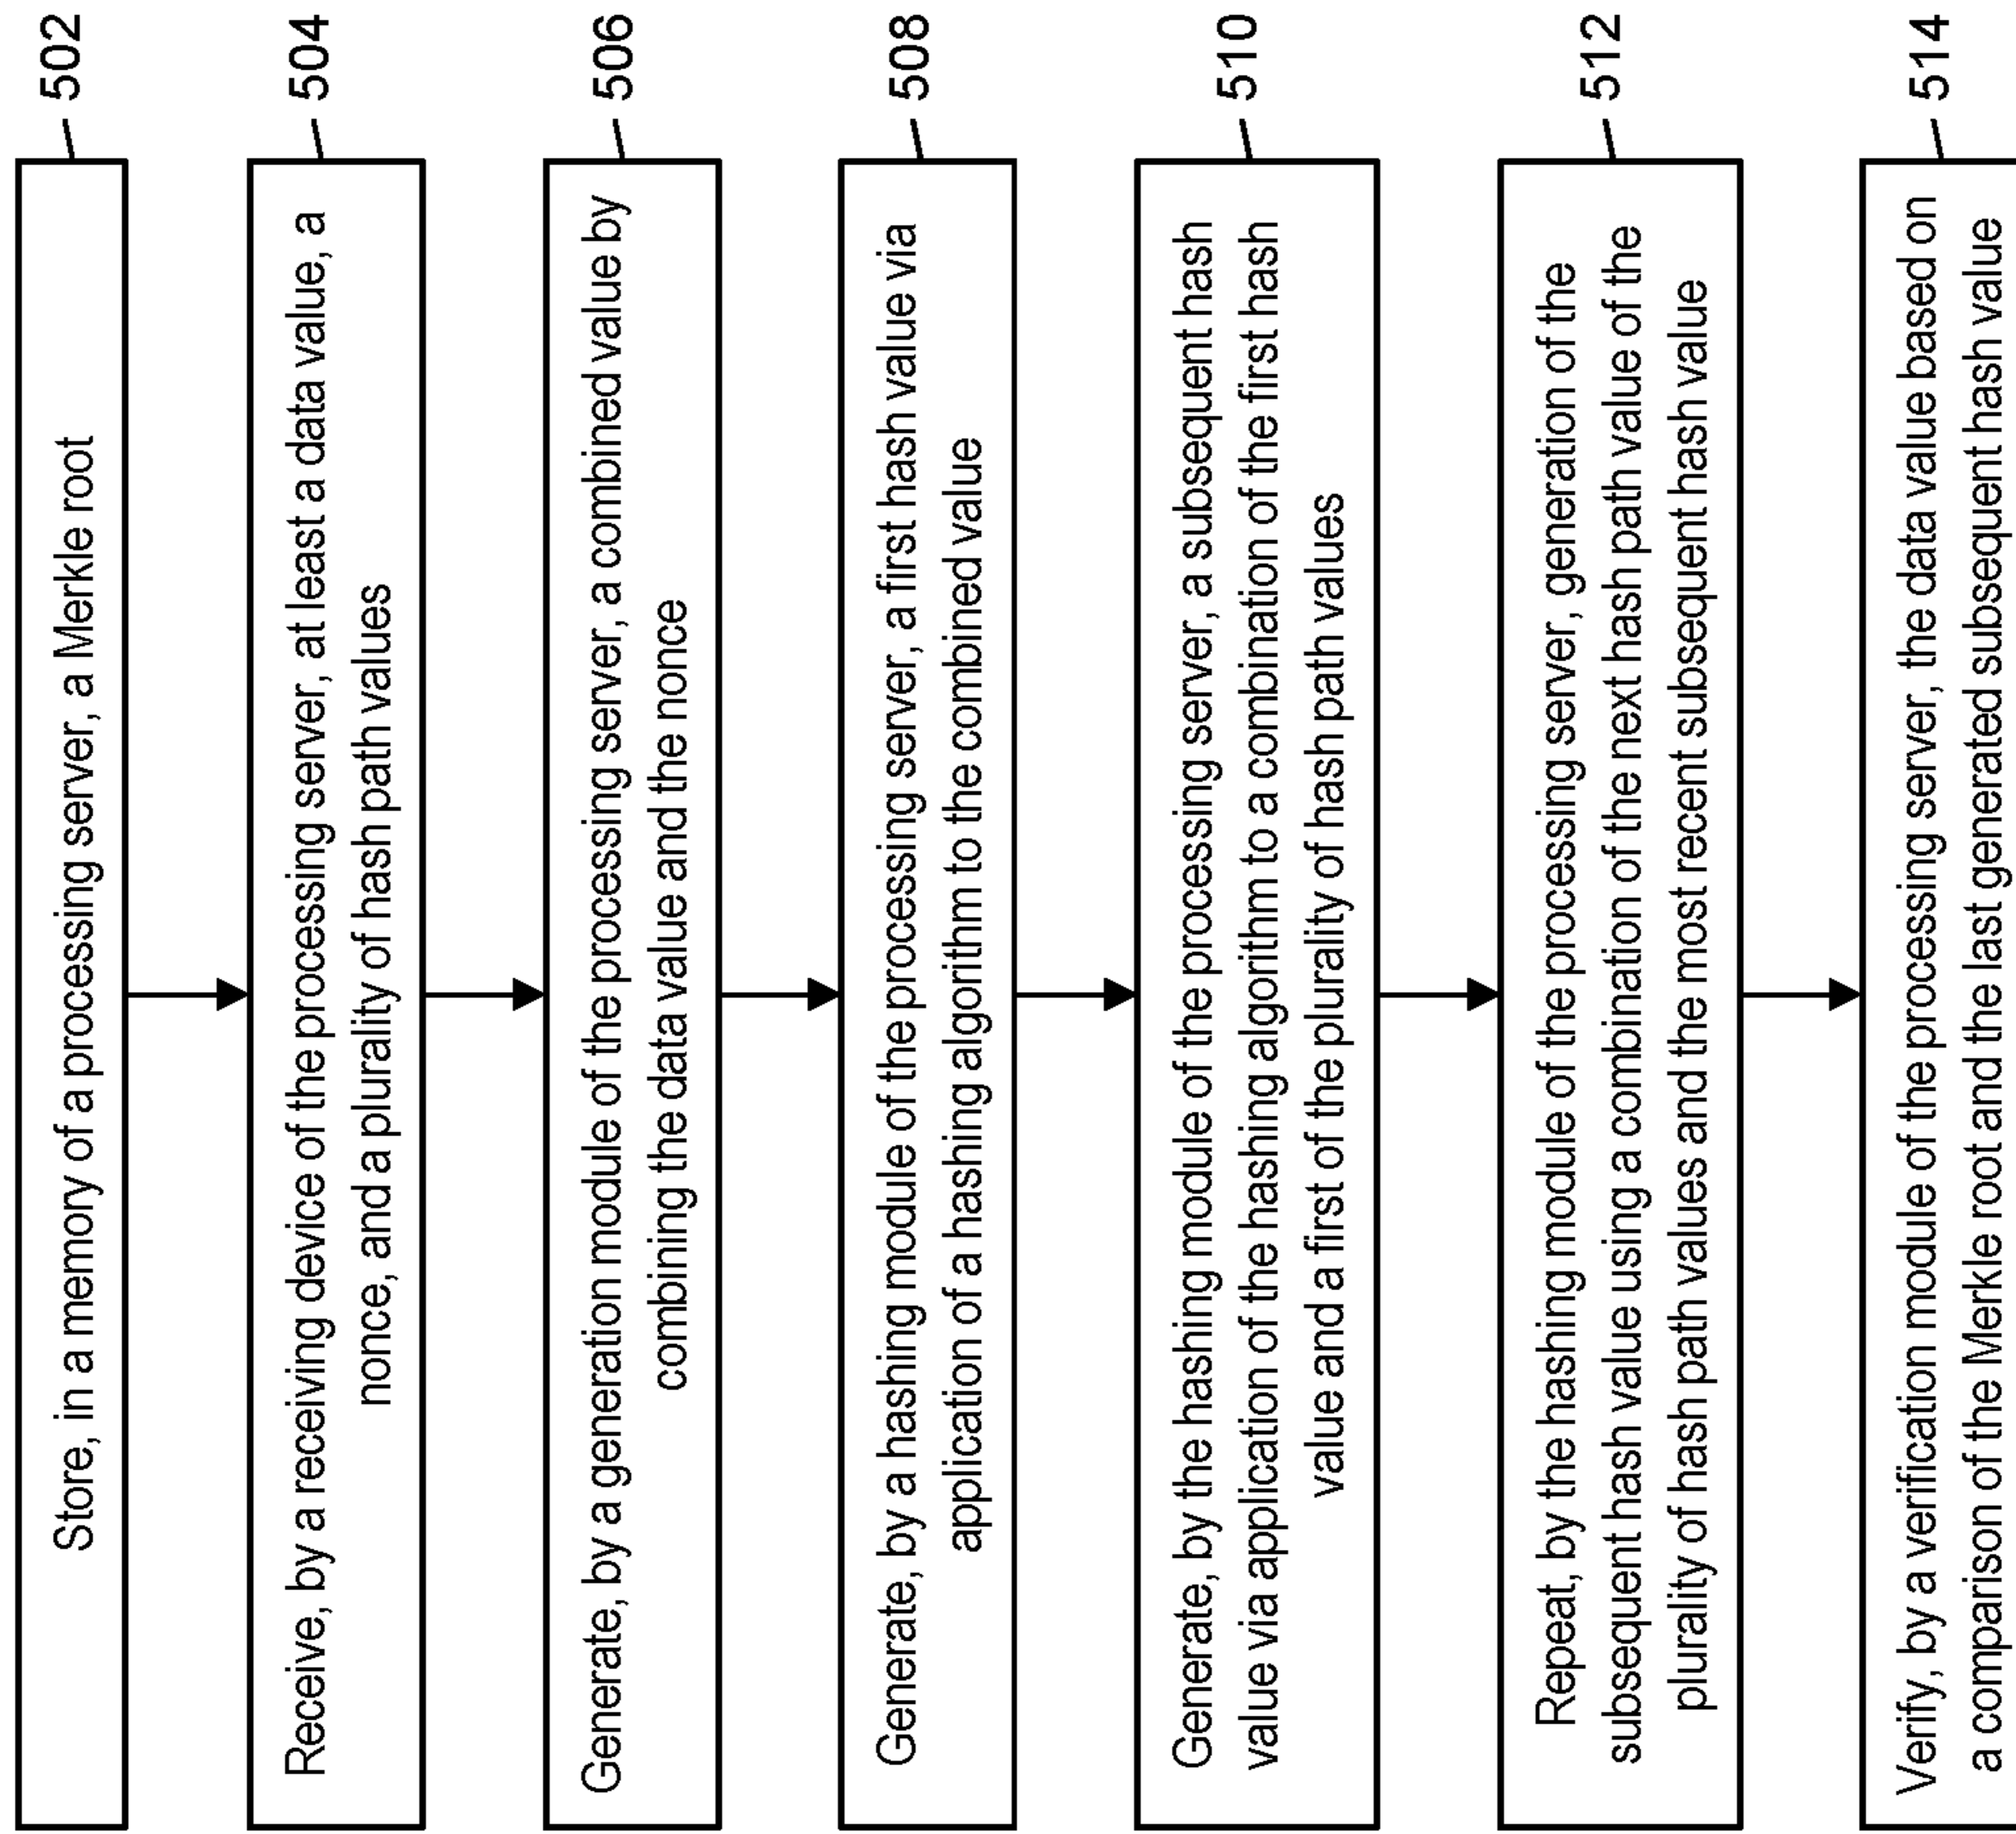 Store, in a memory of a processing server, a Merkle root
502
Receive, by a receiving device of the processing server, at least a data value, a
nonce, and a plurality of hash path values
504
Generate, by a generation module of the processing server, a combined value by
combining the data value and the nonce
506
Generate, by a hashing module of the processing server, a first hash value via
application of a hashing algorithm to the combined value
508
Generate, by the hashing module of the processing server, a subsequent hash
value via application of the hashing algorithm to a combination of the first hash
value and a first of the plurality of hash path values
510
Repeat, by the hashing module of the processing server, generation of the
subsequent hash value using a combination of the next hash path value of the
plurality of hash path values and the most recent subsequent hash value
512
Verify, by a verification module of the processing server, the data value based on
a comparison of the Merkle root and the last generated subsequent hash value
514